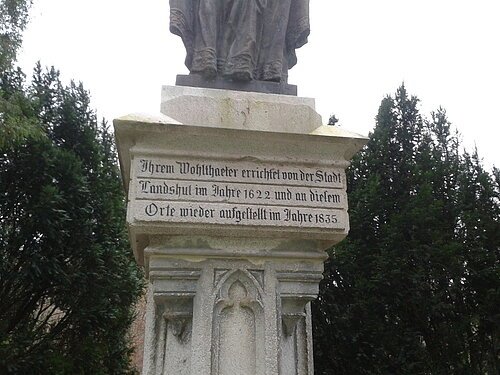 Ihrem Wohlthaeter errichtet von der Stadt
Landshut im Jahre 1622 und an diesem
Orte wieder aufgestellt im Jahre 1835.